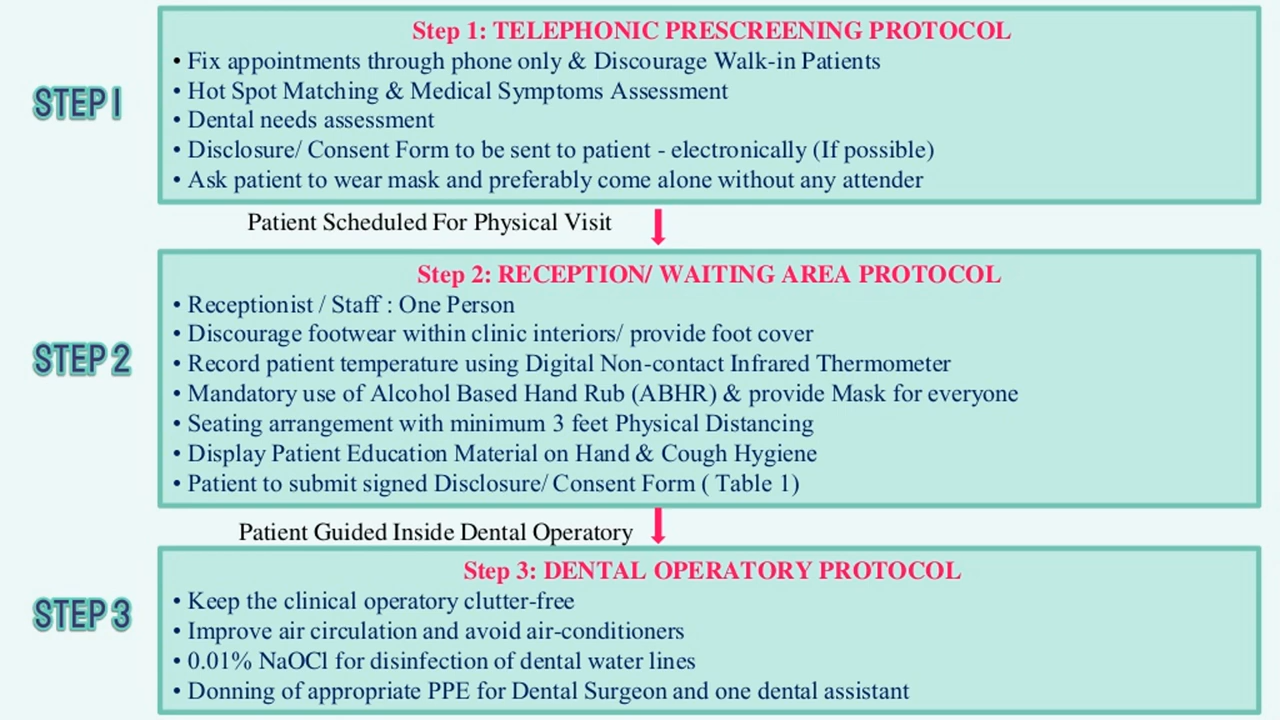 STEP 1
Step 1: TELEPHONIC PRESCREENING PROTOCOL
• Fix appointments through phone only & Discourage Walk-in Patients
• Hot Spot Matching & Medical Symptoms Assessment
• Dental needs assessment
• Disclosure/ Consent Form to be sent to patient - electronically (If possible)
• Ask patient to wear mask and preferably come alone without any attender
Patient Scheduled For Physical Visit
STEP 2
Step 2: RECEPTION/ WAITING AREA PROTOCOL
• Receptionist / Staff : One Person
• Discourage footwear within clinic interiors/ provide foot cover
• Record patient temperature using Digital Non-contact Infrared Thermometer
• Mandatory use of Alcohol Based Hand Rub (ABHR) & provide Mask for everyone
• Seating arrangement with minimum 3 feet Physical Distancing
• Display Patient Education Material on Hand & Cough Hygiene
• Patient to submit signed Disclosure/ Consent Form ( Table 1)
Patient Guided Inside Dental Operatory
STEP 3
Step 3: DENTAL OPERATORY PROTOCOL
• Keep the clinical operatory clutter-free
• Improve air circulation and avoid air-conditioners
• 0.01% NaOCl for disinfection of dental water lines
• Donning of appropriate PPE for Dental Surgeon and one dental assistant